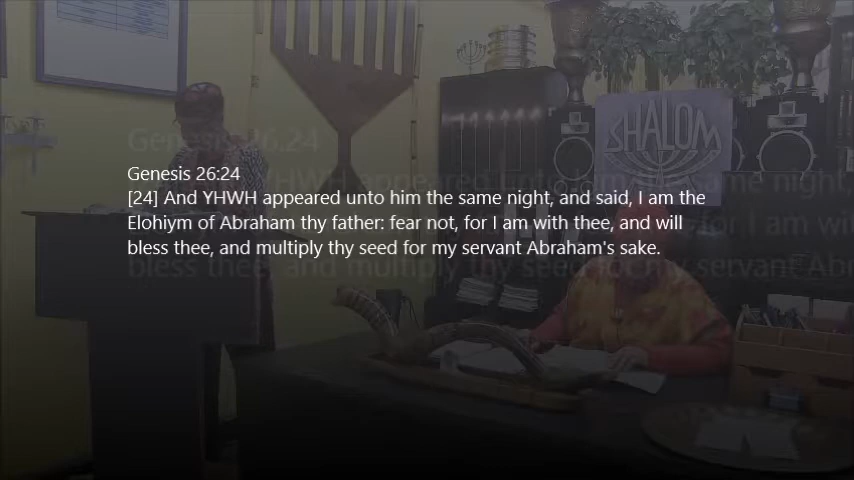 SHALOM
Genesis 26:24
[24] And YHWH appeared unto him the same night, and said, I am the
Elohiym of Abraham thy father: fear not, for I am with thee, and will
bless thee, and multiply thy seed for my servant Abraham's sake.